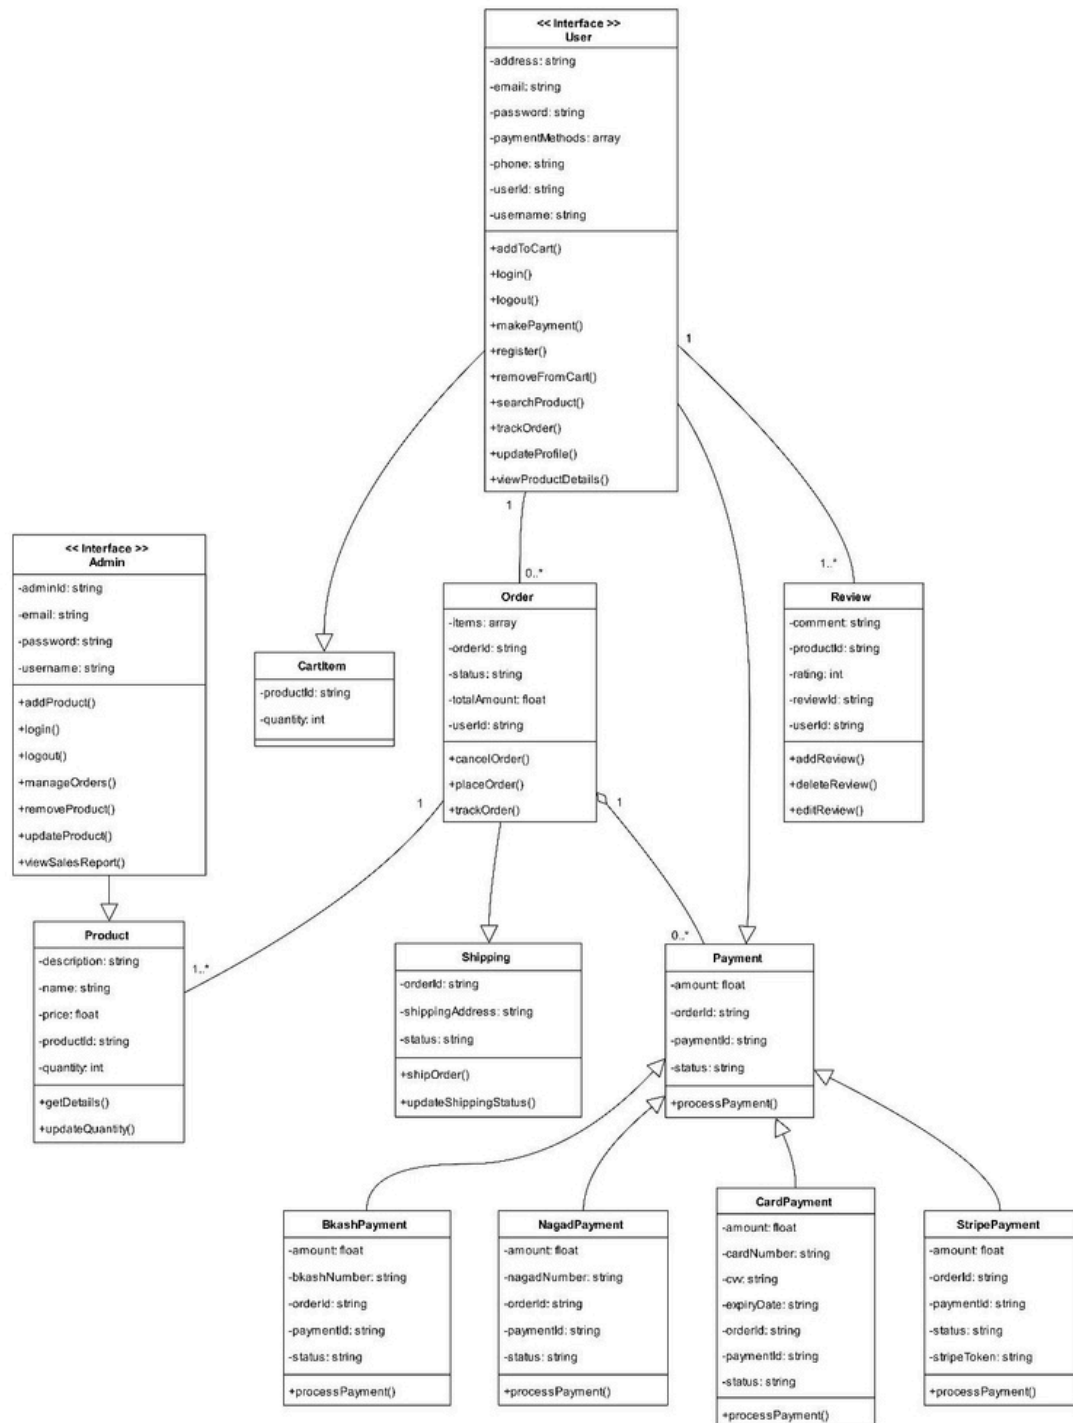 << Interface >>
User
-address: string
-email: string
-password: string
-paymentMethods: array
-phone: string
-userId: string
-username: string
+addToCart()
+login()
+logout()
+makePayment()
+register()
+removeFromCart()
+searchProduct()
+trackOrder()
+updateProfile()
+viewProductDetails()
1
1
0..*
1..*
<< Interface >>
Admin
-adminId: string
-email: string
-password: string
-username: string
+addProduct()
+login()
+logout()
+manageOrders()
+removeProduct()
+updateProduct()
+viewSalesReport()
CartItem
-productId: string
-quantity: int
Order
-items: array
-orderId: string
-status: string
-totalAmount: float
-userId: string
+cancelOrder()
+placeOrder()
+trackOrder()
Review
-comment: string
-productId: string
-rating: int
-reviewId: string
-userId: string
+addReview()
+deleteReview()
+editReview()
1
1
1..*
0..*
Product
-description: string
-name: string
-price: float
-productId: string
-quantity: int
+getDetails()
+updateQuantity()
Shipping
-orderId: string
-shippingAddress: string
-status: string
+shipOrder()
+updateShippingStatus()
Payment
-amount: float
-orderId: string
-paymentId: string
-status: string
+processPayment()
BkashPayment
-amount: float
-bkashNumber: string
-orderId: string
-paymentId: string
-status: string
+processPayment()
NagadPayment
-amount: float
-nagadNumber: string
-orderId: string
-paymentId: string
-status: string
+processPayment()
CardPayment
-amount: float
-cardNumber: string
-cvv: string
-expiryDate: string
-orderId: string
-paymentId: string
-status: string
+processPayment()
StripePayment
-amount: float
-orderId: string
-paymentId: string
-status: string
-stripeToken: string
+processPayment()